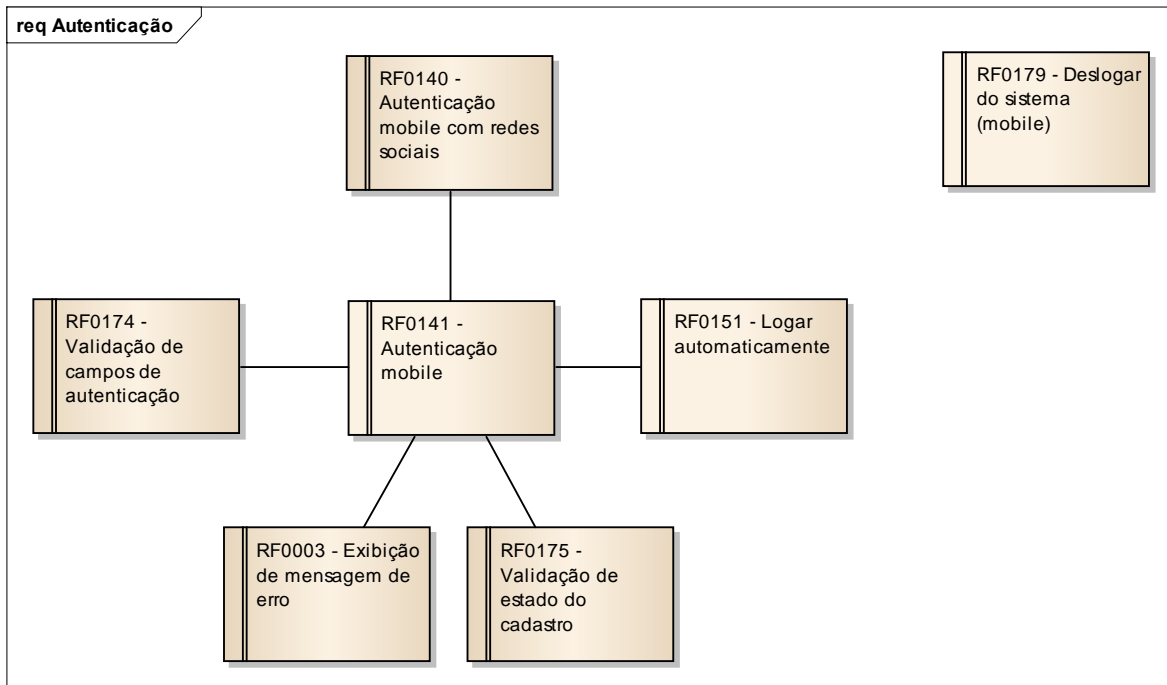 req Autenticação
RF0140 -
Autenticação
mobile com redes
sociais
RF0179 - Deslogar
do sistema
(mobile)
RF0174 -
Validação de
campos de
autenticação
RF0141 -
Autenticação
mobile
RF0151 - Logar
automaticamente
RF0003 - Exibição
de mensagem de
erro
RF0175 -
Validação de
estado do
cadastro